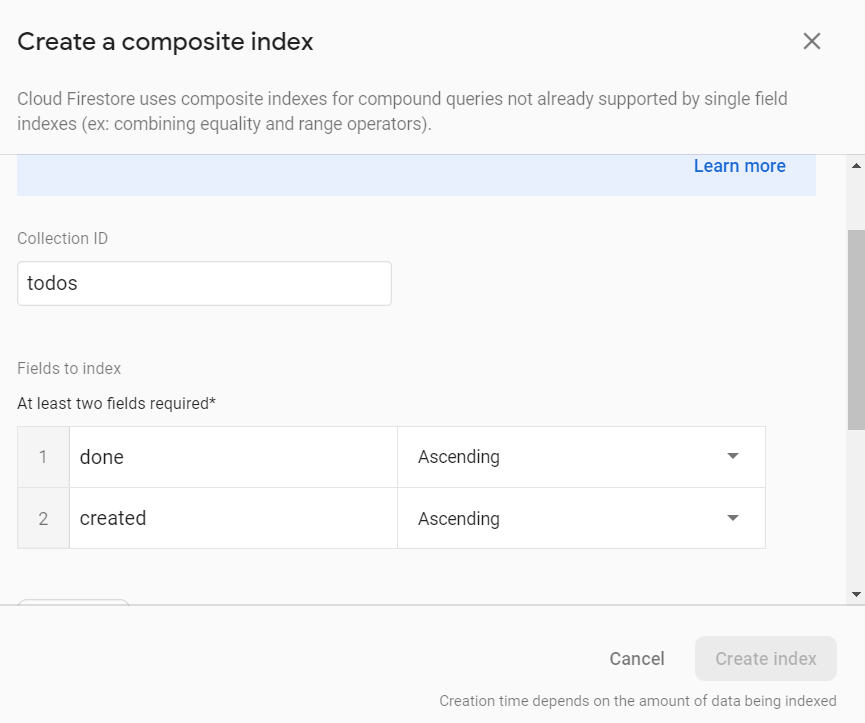 Create a composite index
Cloud Firestore uses composite indexes for compound queries not already supported by single field
indexes (ex: combining equality and range operators).
Learn more
Collection ID
todos
Fields to index
At least two fields required*
1 done Ascending
2 created Ascending
Cancel Create index
Creation time depends on the amount of data being indexed